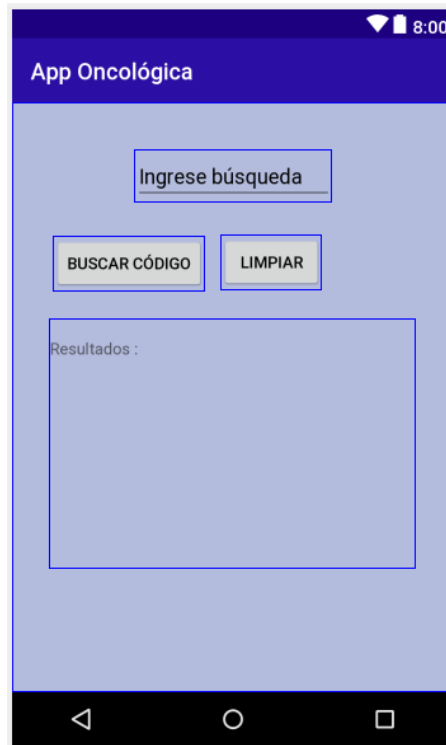 8:00
App Oncológica
Ingrese búsqueda
BUSCAR CÓDIGO LIMPIAR
Resultados :